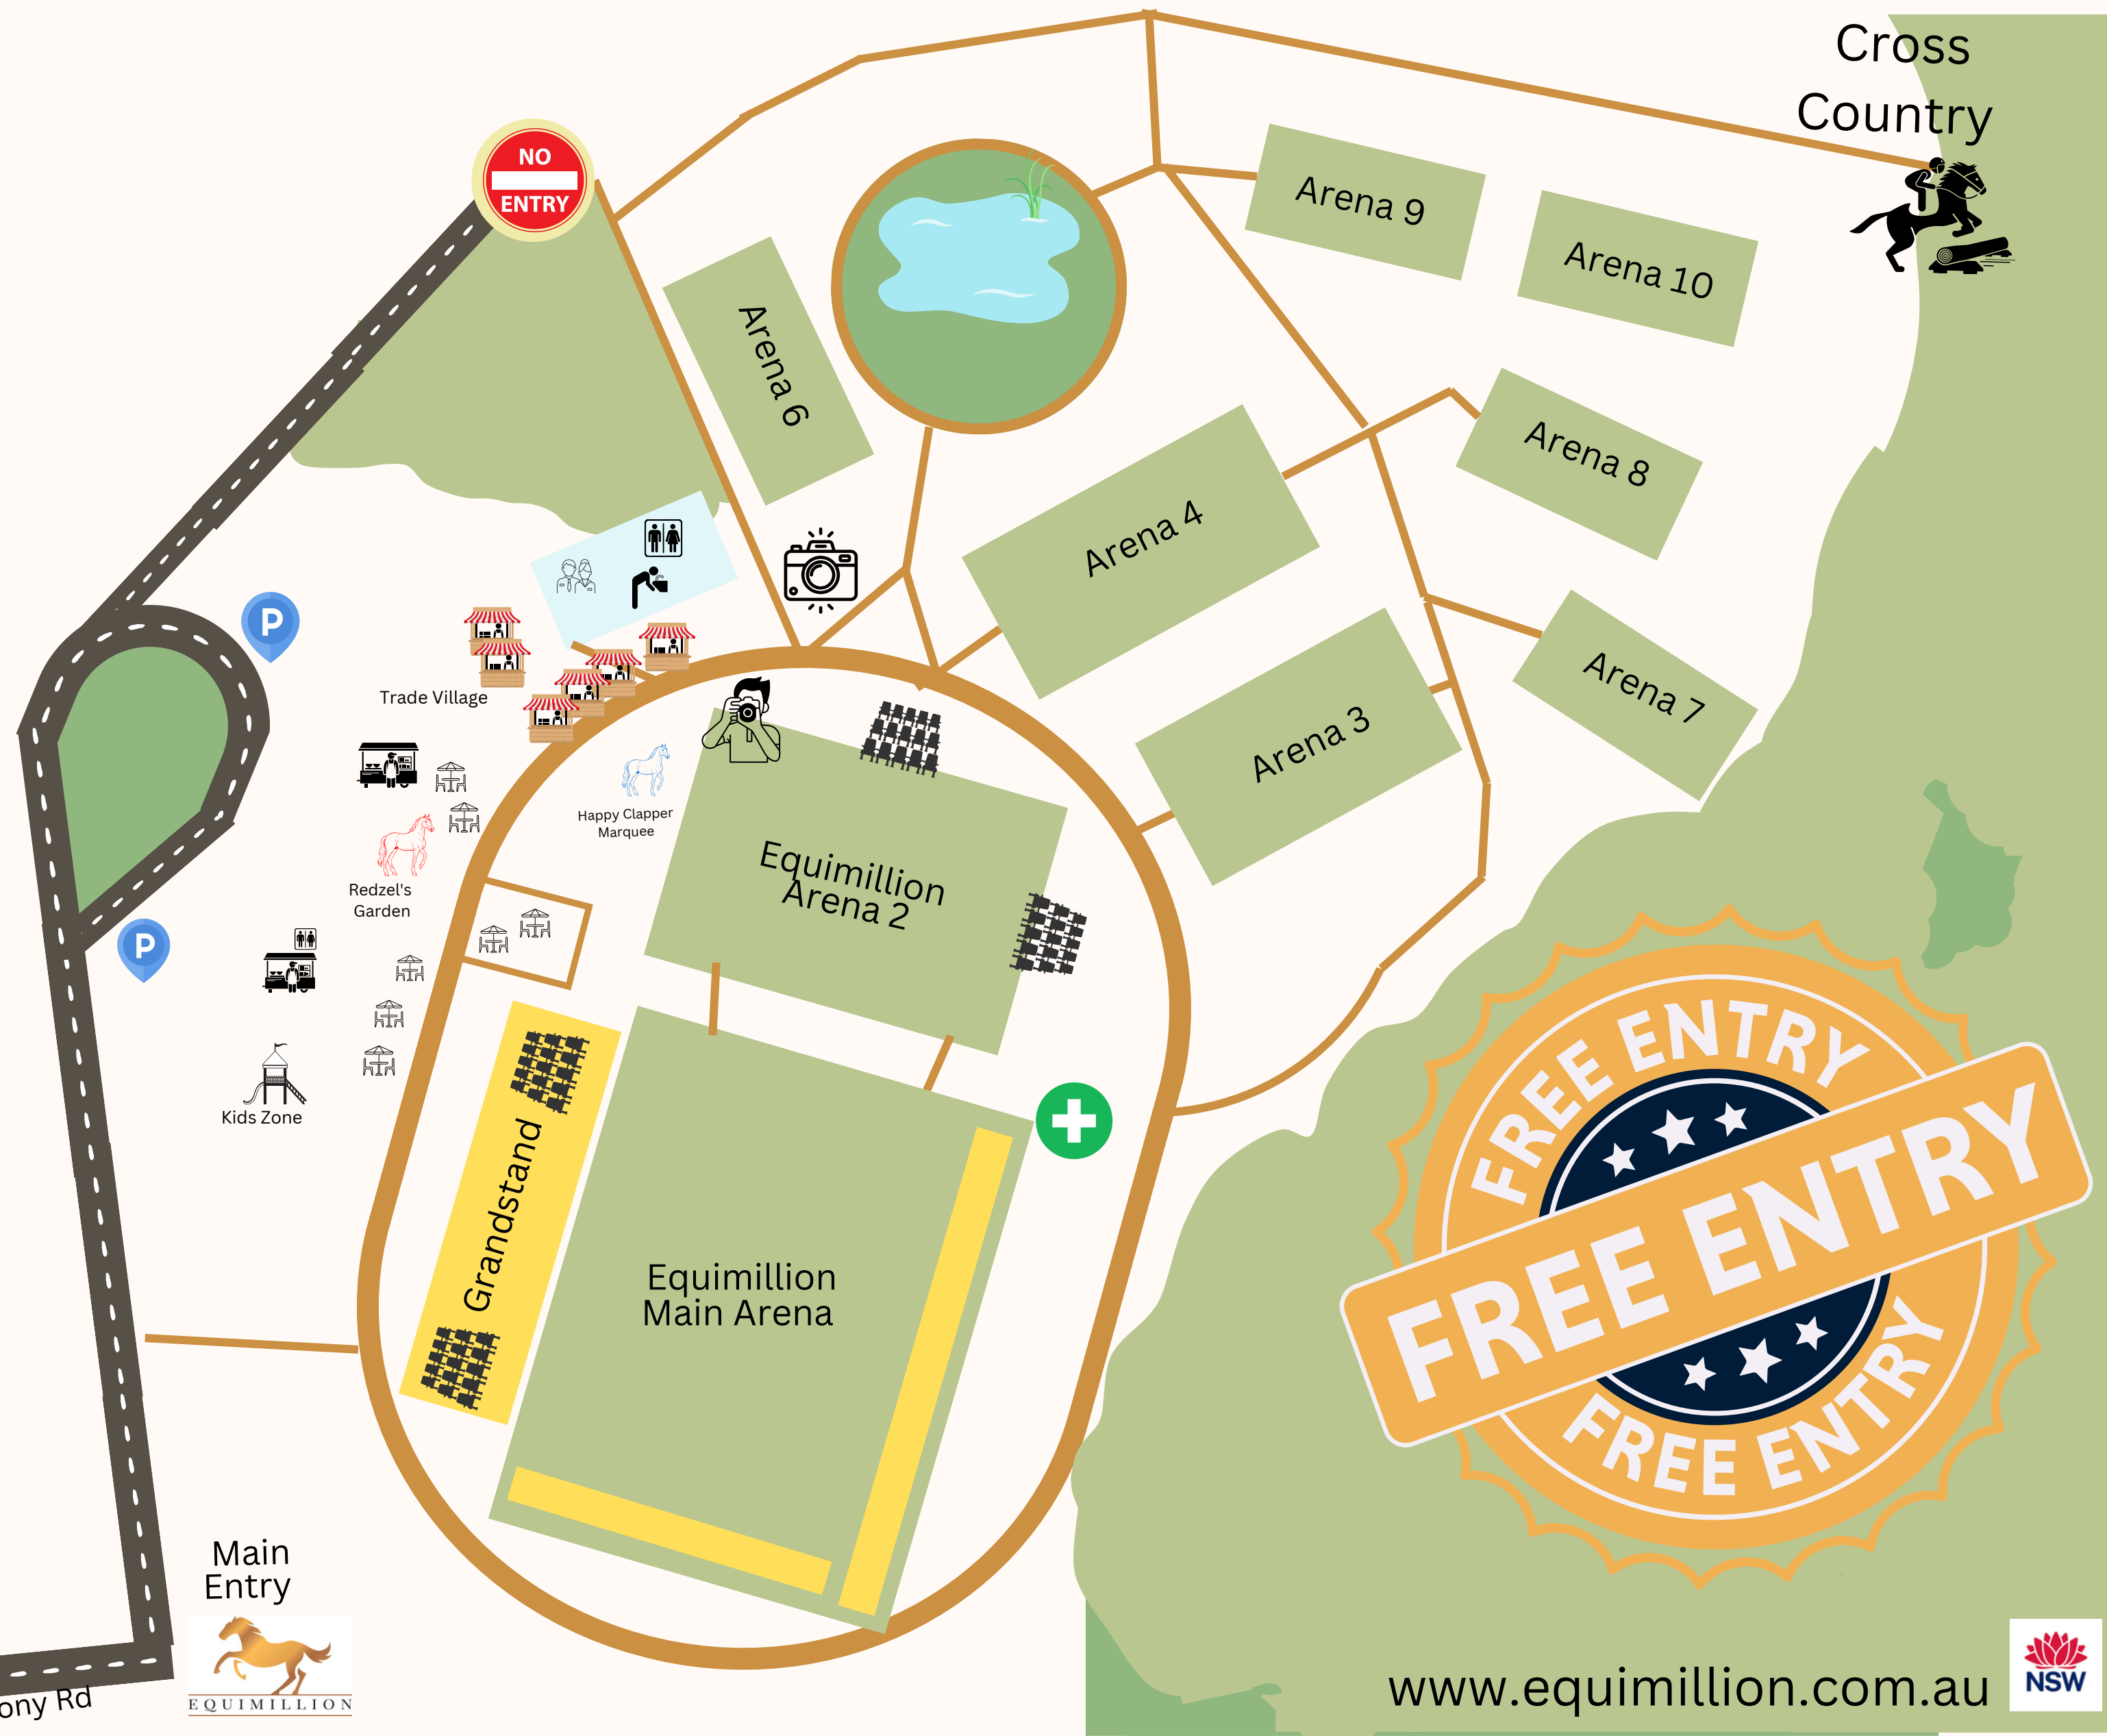 Cross
Country
NO
ENTRY
Arena 9
Arena 10
Arena 6
Arena 8
Arena 4
P
Arena 7
Trade Village
Arena 3
Happy Clapper
Marquee
Equimillion
Arena 2
Redzel's
Garden
P
Kids Zone
Grandstand
Equimillion
Main Arena
FREE ENTRY
FREE ENTRY
FREE ENTRY
Main
Entry
EQUIMILLION
ony Rd
www.equimillion.com.au
NSW